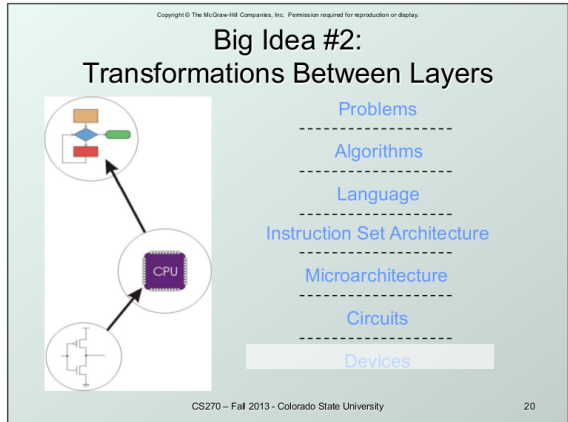 Copyright © The McGraw-Hill Companies, Inc. Permission required for reproduction or display.
Big Idea #2:
Transformations Between Layers
Problems
Algorithms
Language
Instruction Set Architecture
CPU
Microarchitecture
Circuits
Devices
CS270 – Fall 2013 - Colorado State University
20